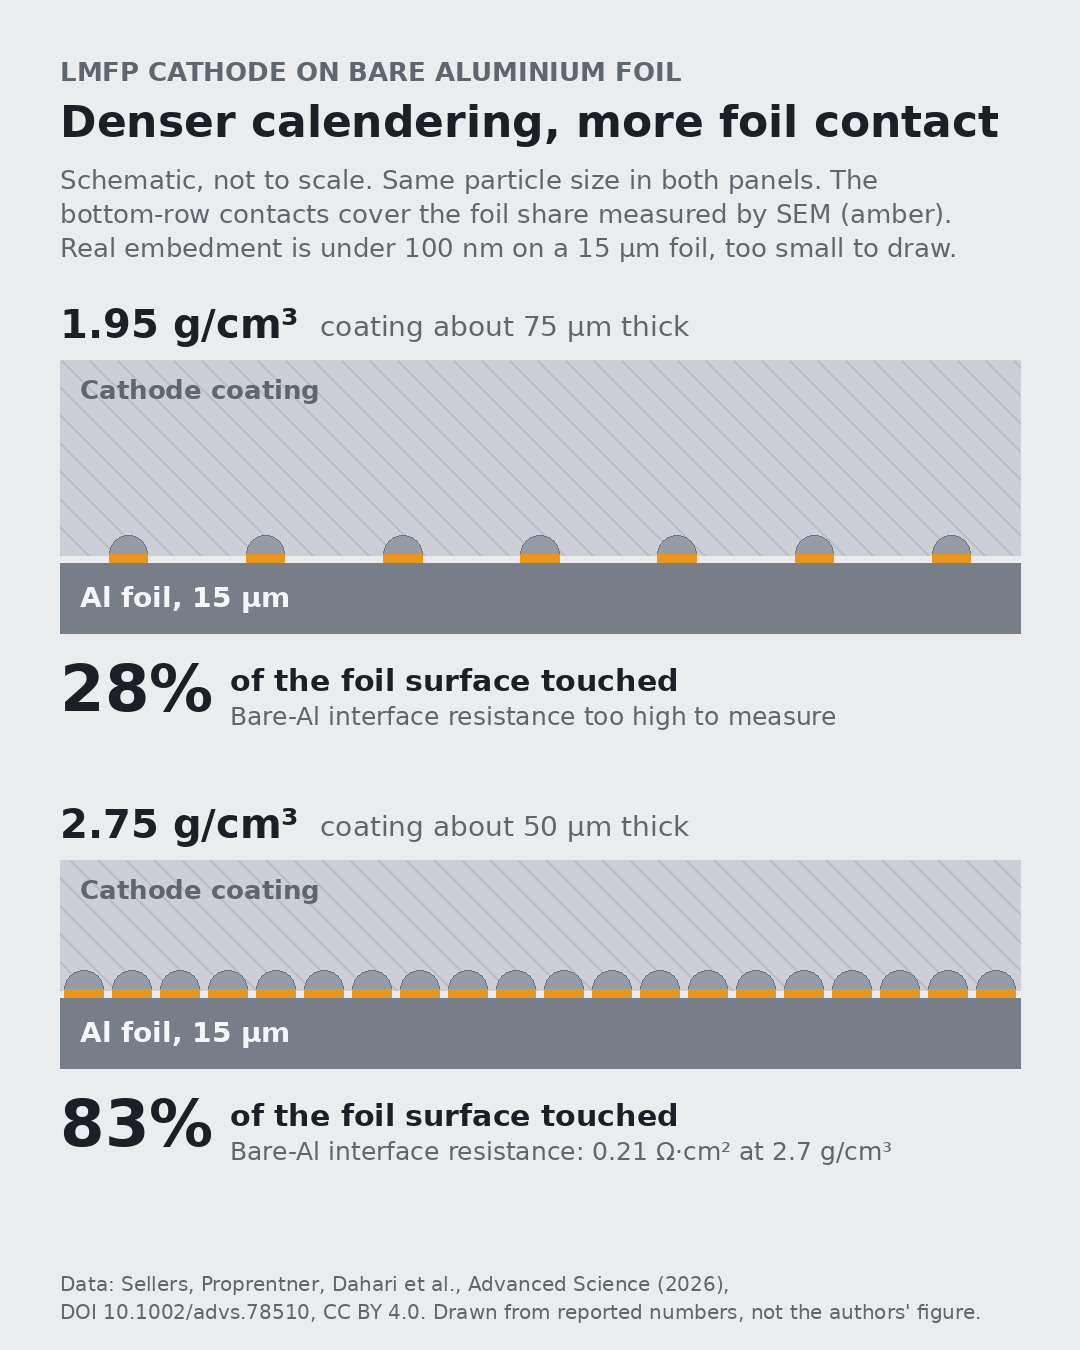 LMFP CATHODE ON BARE ALUMINIUM FOIL
Denser calendering, more foil contact
Schematic, not to scale. Same particle size in both panels. The
bottom-row contacts cover the foil share measured by SEM (amber).
Real embedment is under 100 nm on a 15 µm foil, too small to draw.
1.95 g/cm³ coating about 75 µm thick
Cathode coating
Al foil, 15 µm
28% of the foil surface touched
Bare-Al interface resistance too high to measure
2.75 g/cm³ coating about 50 µm thick
Cathode coating
Al foil, 15 µm
83% of the foil surface touched
Bare-Al interface resistance: 0.21 Ω·cm² at 2.7 g/cm³
Data: Sellers, Proprentner, Dahari et al., Advanced Science (2026),
DOI 10.1002/advs.78510, CC BY 4.0. Drawn from reported numbers, not the authors' figure.